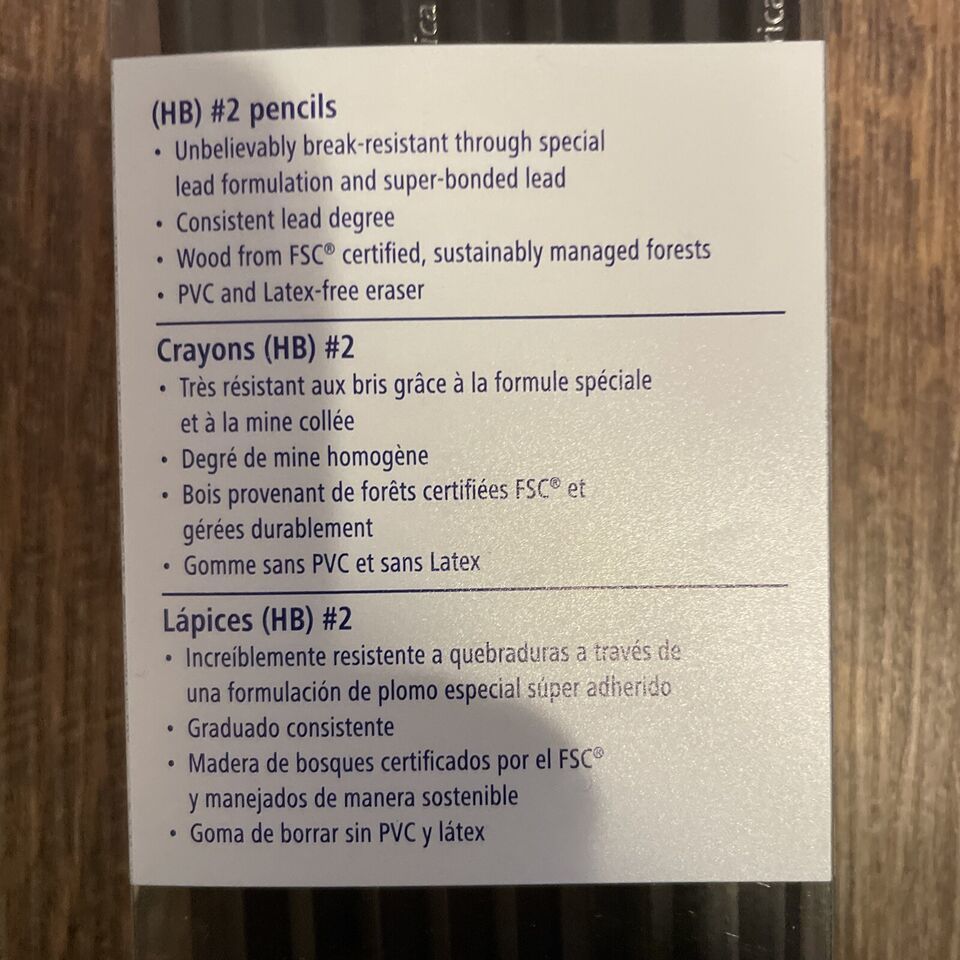 ica
rica
(HB) #2 pencils
• Unbelievably break-resistant through special
lead formulation and super-bonded lead
• Consistent lead degree
• Wood from FSC® certified, sustainably managed forests
• PVC and Latex-free eraser
Crayons (HB) #2
• Très résistant aux bris grâce à la formule spéciale
et à la mine collée
• Degré de mine homogène
• Bois provenant de forêts certifiées FSC® et
gérées durablement
• Gomme sans PVC et sans Latex
Lápices (HB) #2
• Increíblemente resistente a quebraduras a través de
una formulación de plomo especial súper adherido
• Graduado consistente
• Madera de bosques certificados por el FSC®
y manejados de manera sostenible
• Goma de borrar sin PVC y látex